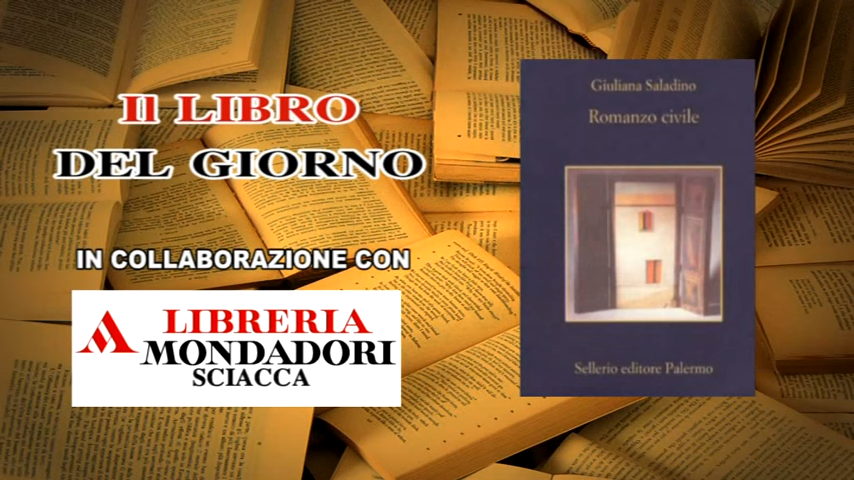 Il LIBRO
DEL GIORNO
IN COLLABORAZIONE CON
LIBRERIA
MONDADORI
SCIACCA
Giuliana Saladino
Romanzo civile
Sellerio editore Palermo